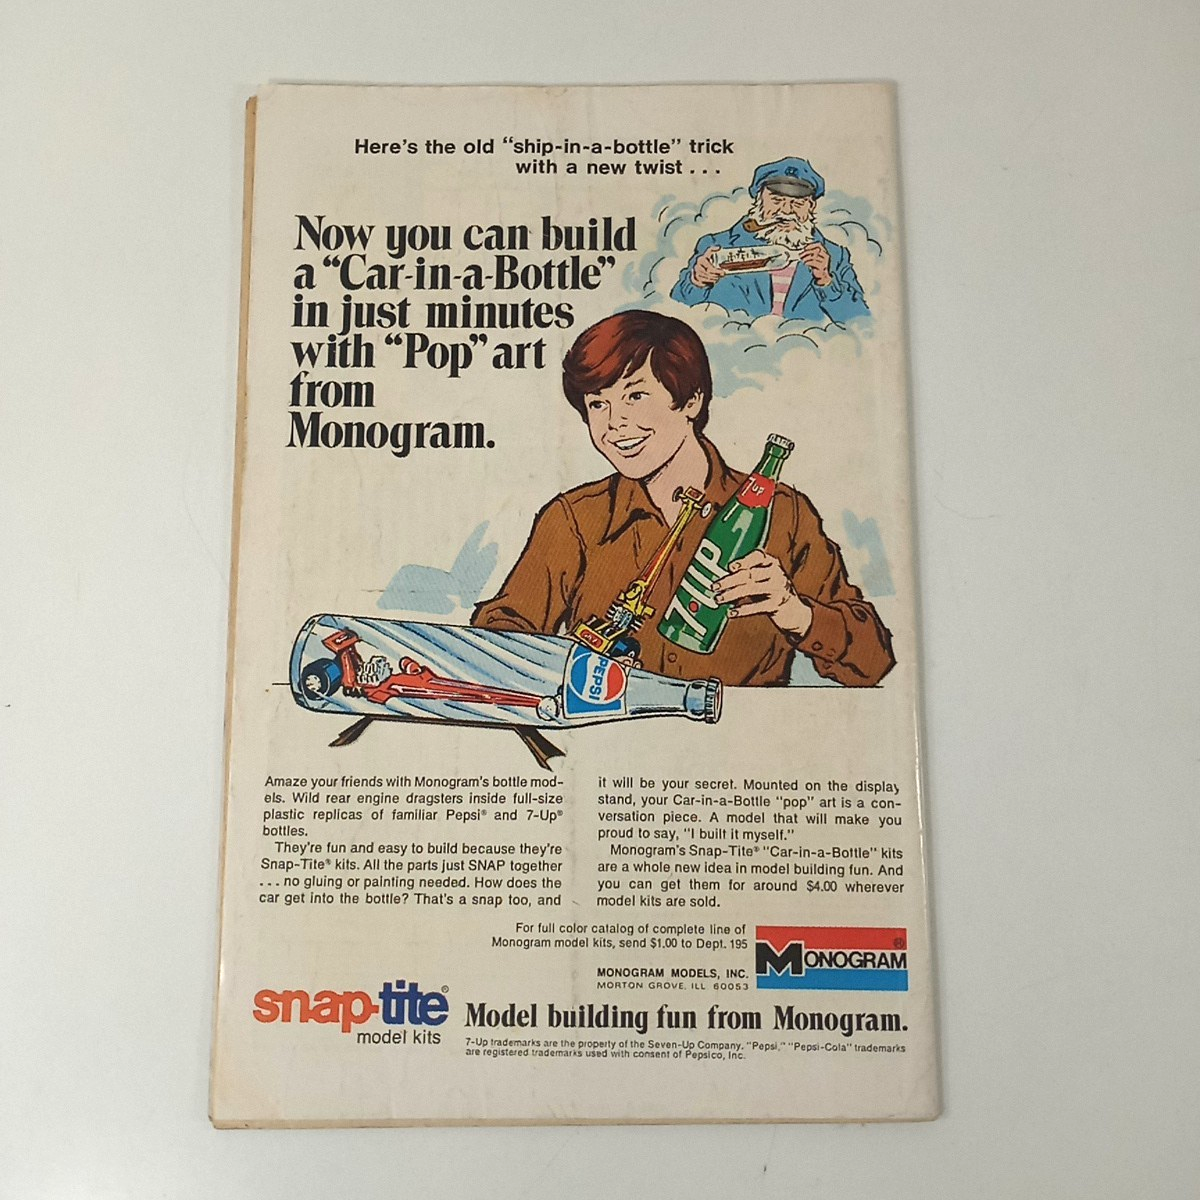 Here's the old "ship-in-a-bottle" trick
with a new twist . . .
Now you can build
a "Car-in-a-Bottle"
in just minutes
with "Pop" art
from
Monogram.
7UP
7·UP
PEPSI
Amaze your friends with Monogram's bottle mod-
els. Wild rear engine dragsters inside full-size
plastic replicas of familiar Pepsi® and 7-Up®
bottles.
They're fun and easy to build because they're
Snap-Tite® kits. All the parts just SNAP together
. . . no gluing or painting needed. How does the
car get into the bottle? That's a snap too, and
it will be your secret. Mounted on the display
stand, your Car-in-a-Bottle "pop" art is a con-
versation piece. A model that will make you
proud to say, "I built it myself."
Monogram's Snap-Tite® "Car-in-a-Bottle" kits
are a whole new idea in model building fun. And
you can get them for around $4.00 wherever
model kits are sold.
For full color catalog of complete line of
Monogram model kits, send $1.00 to Dept. 195
MONOGRAM MODELS, INC.
MORTON GROVE, ILL 60053
MONOGRAM®
snap-tite®
model kits
Model building fun from Monogram.
7-Up trademarks are the property of the Seven-Up Company. "Pepsi," "Pepsi-Cola" trademarks
are registered trademarks used with consent of Pepsico, Inc.